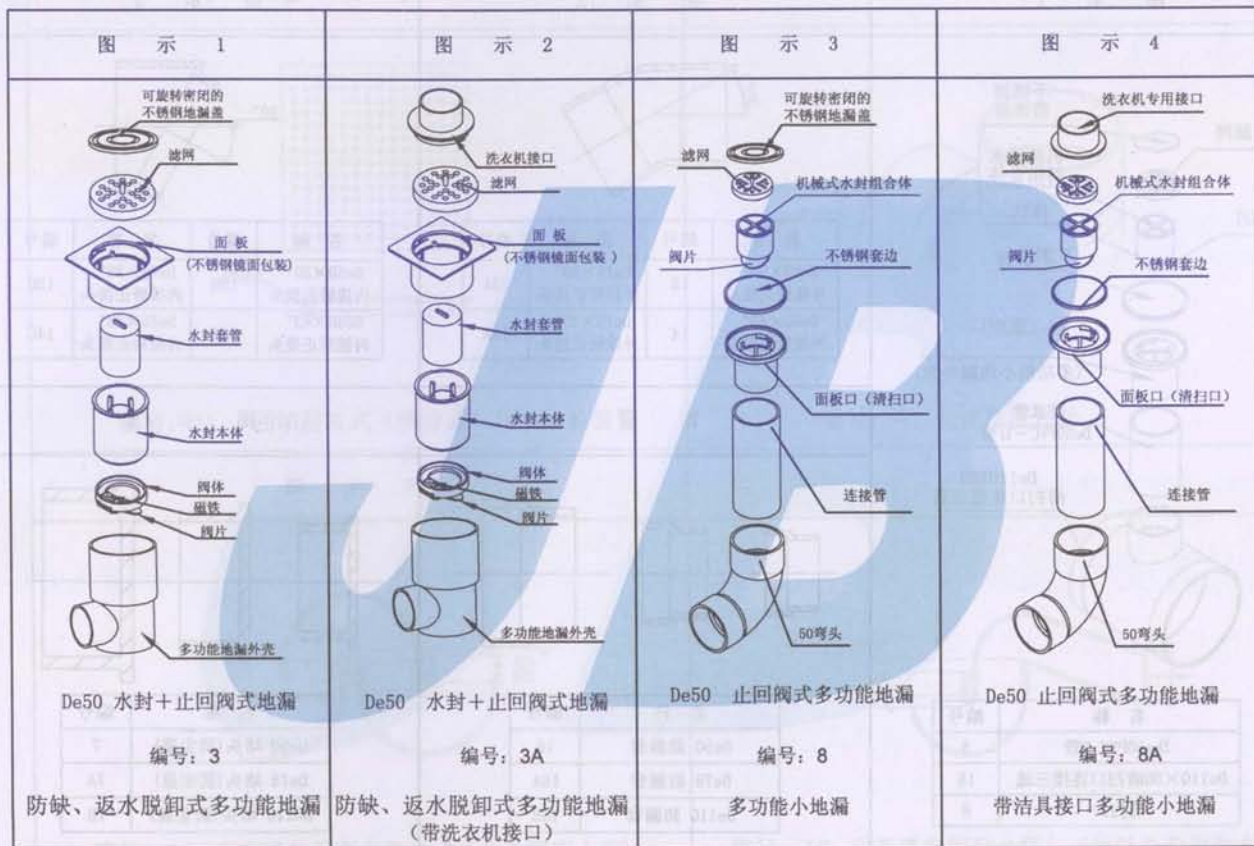 图 示 1
可旋转密闭的
不锈钢地漏盖
滤网
面 板
(不锈钢镜面包装)
水封套管
水封本体
阀体
磁铁
阀片
多功能地漏外壳
De50 水封＋止回阀式地漏
编号：3
防缺、返水脱卸式多功能地漏
图 示 2
洗衣机接口
滤网
面 板
(不锈钢镜面包装 )
水封套管
水封本体
阀体
磁铁
阀片
多功能地漏外壳
De50 水封＋止回阀式地漏
编号：3A
防缺、返水脱卸式多功能地漏
（带洗衣机接口）
图 示 3
可旋转密闭的
不锈钢地漏盖
滤网
机械式水封组合体
阀片
不锈钢套边
面板口（清扫口）
连接管
50弯头
De50 止回阀式多功能地漏
编号：8
多功能小地漏
图 示 4
洗衣机专用接口
滤网
机械式水封组合体
阀片
不锈钢套边
面板口（清扫口）
连接管
50弯头
De50 止回阀式多功能地漏
编号：8A
带洁具接口多功能小地漏
JB